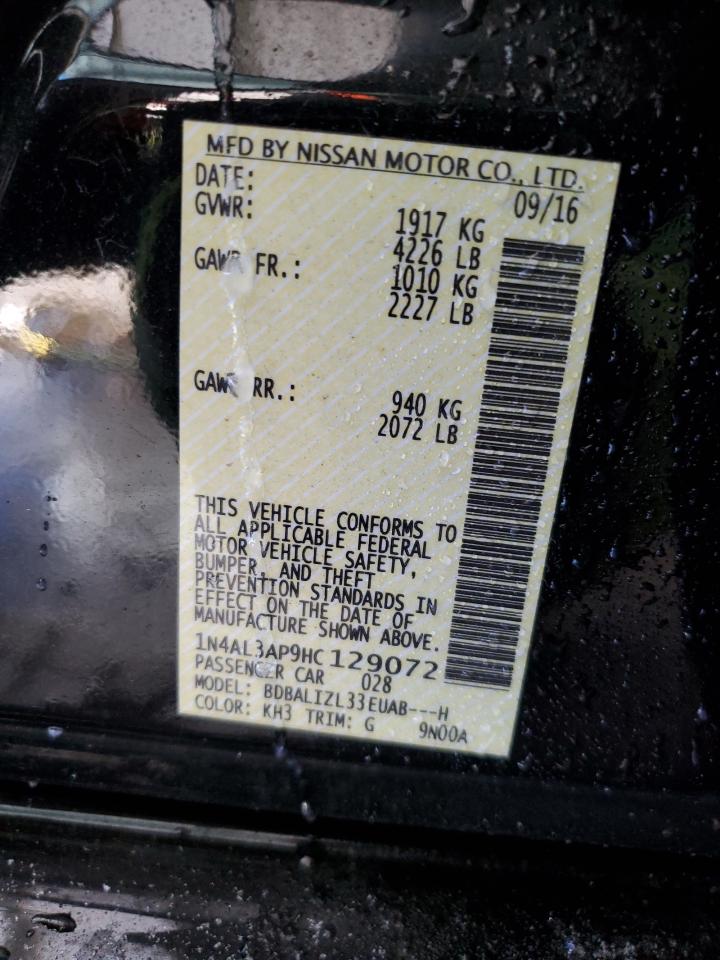 MFD BY NISSAN MOTOR CO., LTD.
DATE: 09/16
GVWR: 1917 KG
4226 LB
GAWR FR.: 1010 KG
2227 LB
GAWR RR.: 940 KG
2072 LB
THIS VEHICLE CONFORMS TO
ALL APPLICABLE FEDERAL
MOTOR VEHICLE SAFETY,
BUMPER, AND THEFT
PREVENTION STANDARDS IN
EFFECT ON THE DATE OF
MANUFACTURE SHOWN ABOVE.
1N4AL3AP9HC129072
PASSENGER CAR 028
MODEL: BDBALIZL33EUAB---H
COLOR: KH3 TRIM: G 9N00A